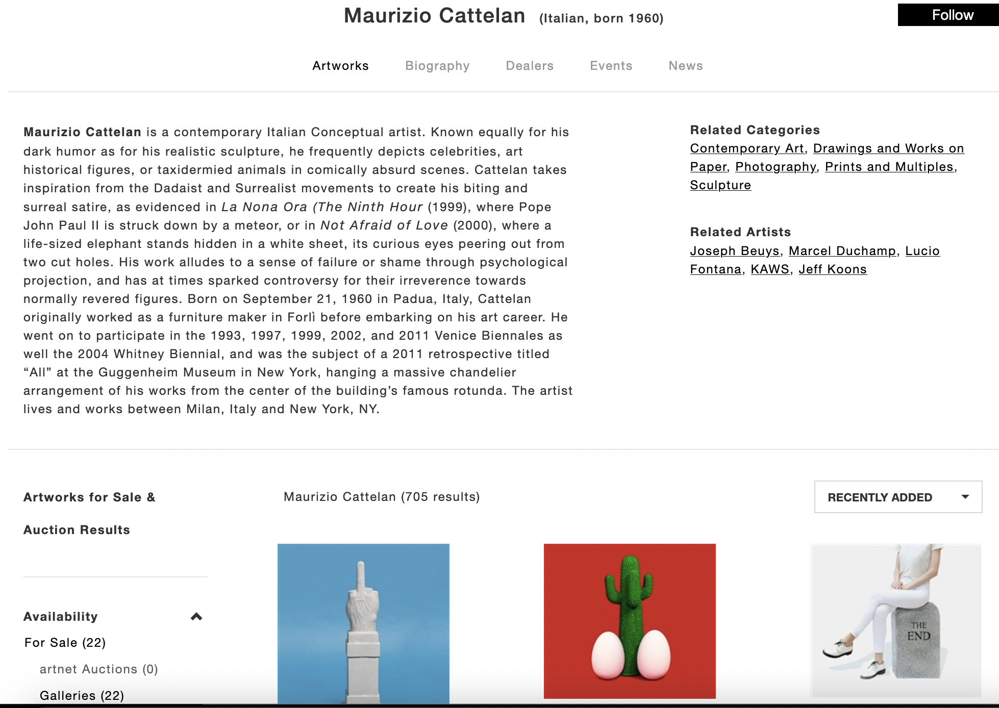 Maurizio Cattelan (Italian, born 1960)
Follow
Artworks Biography Dealers Events News
Maurizio Cattelan is a contemporary Italian Conceptual artist. Known equally for his
dark humor as for his realistic sculpture, he frequently depicts celebrities, art
historical figures, or taxidermied animals in comically absurd scenes. Cattelan takes
inspiration from the Dadaist and Surrealist movements to create his biting and
surreal satire, as evidenced in La Nona Ora (The Ninth Hour (1999), where Pope
John Paul II is struck down by a meteor, or in Not Afraid of Love (2000), where a
life-sized elephant stands hidden in a white sheet, its curious eyes peering out from
two cut holes. His work alludes to a sense of failure or shame through psychological
projection, and has at times sparked controversy for their irreverence towards
normally revered figures. Born on September 21, 1960 in Padua, Italy, Cattelan
originally worked as a furniture maker in Forlì before embarking on his art career. He
went on to participate in the 1993, 1997, 1999, 2002, and 2011 Venice Biennales as
well the 2004 Whitney Biennial, and was the subject of a 2011 retrospective titled
“All” at the Guggenheim Museum in New York, hanging a massive chandelier
arrangement of his works from the center of the building’s famous rotunda. The artist
lives and works between Milan, Italy and New York, NY.
Related Categories
Contemporary Art, Drawings and Works on
Paper, Photography, Prints and Multiples,
Sculpture
Related Artists
Joseph Beuys, Marcel Duchamp, Lucio
Fontana, KAWS, Jeff Koons
Artworks for Sale &
Auction Results
Maurizio Cattelan (705 results)
RECENTLY ADDED
Availability
For Sale (22)
artnet Auctions (0)
Galleries (22)
THE
END